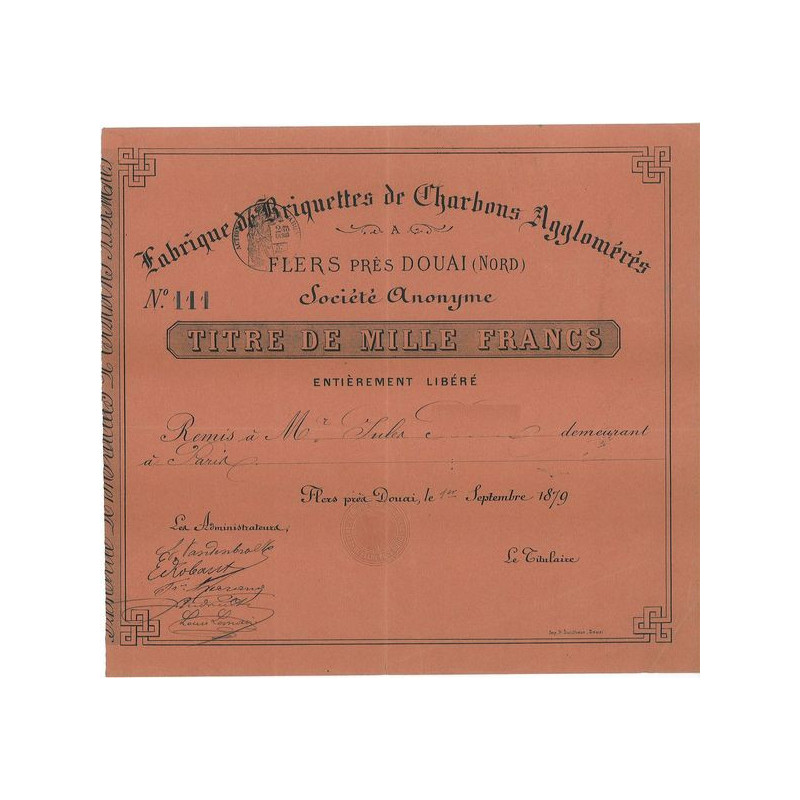 Fabrique de Briquettes de Charbons Agglomérés
A
FLERS PRÈS DOUAI (NORD)
Nº 111
Société Anonyme
TITRE DE MILLE FRANCS
ENTIÈREMENT LIBÉRÉ
Remis à Mr. Jules demeurant
à Paris
Flers près Douai, le 1er Septembre 1879
Les Administrateurs,
Le Titulaire